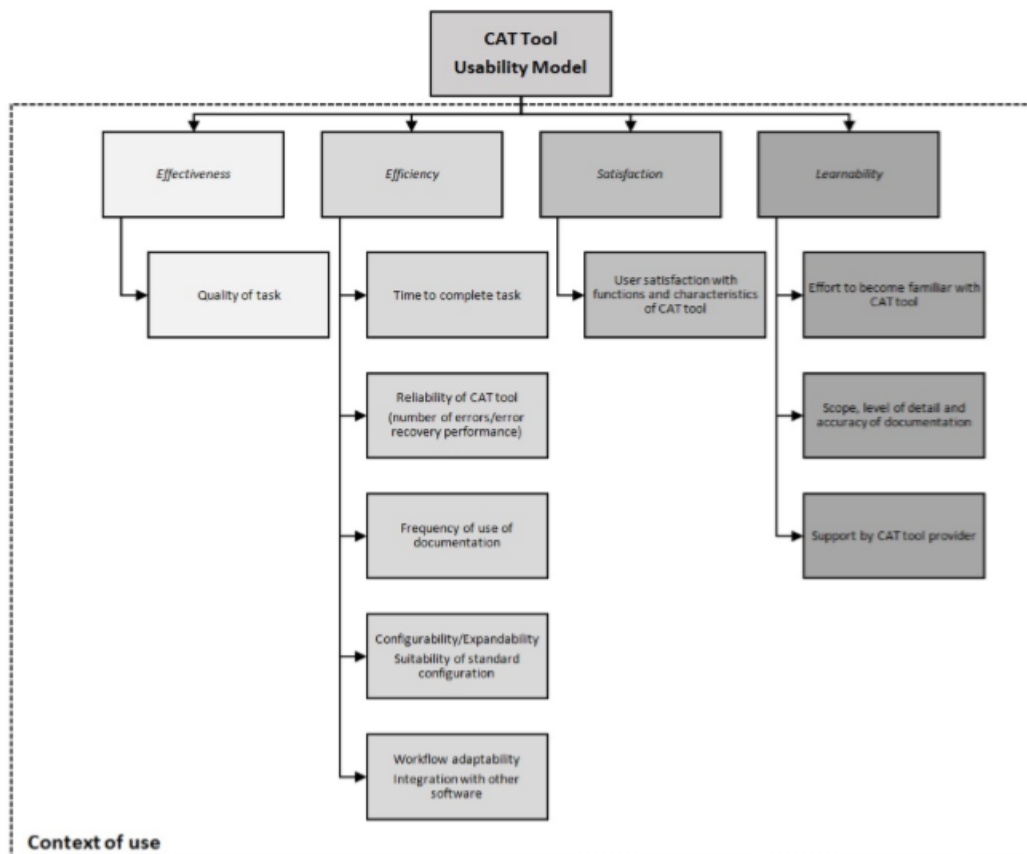 CAT Tool
Usability Model
Effectiveness
Efficiency
Satisfaction
Learnability
Quality of task
Time to complete task
User satisfaction with
functions and characteristics
of CAT tool
Effort to become familiar with
CAT tool
Reliability of CAT tool
(number of errors/error
recovery performance)
Scope, level of detail and
accuracy of documentation
Frequency of use of
documentation
Support by CAT tool provider
Configurability/Expandability
Suitability of standard
configuration
Workflow adaptability
Integration with other
software
Context of use